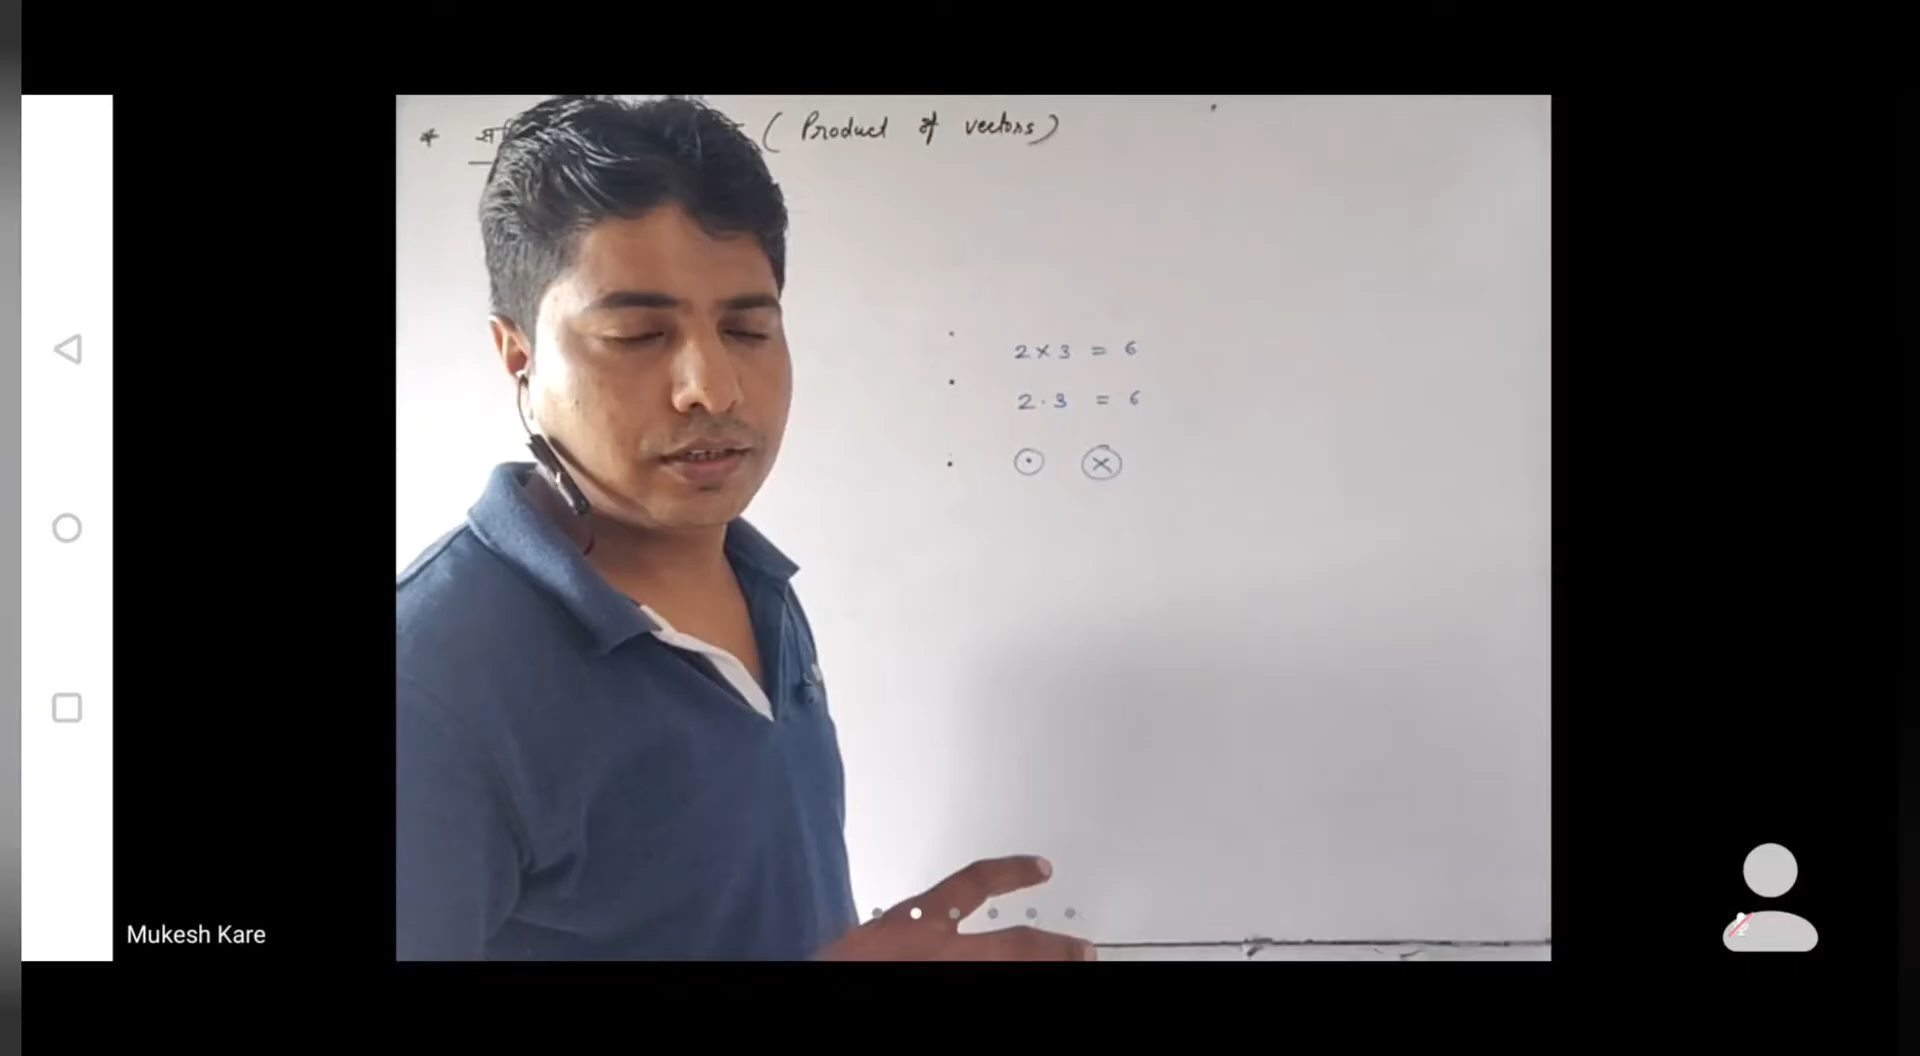 * (Product of vectors)
2 × 3 = 6
2 · 3 = 6
⊙ ⊗
Mukesh Kare